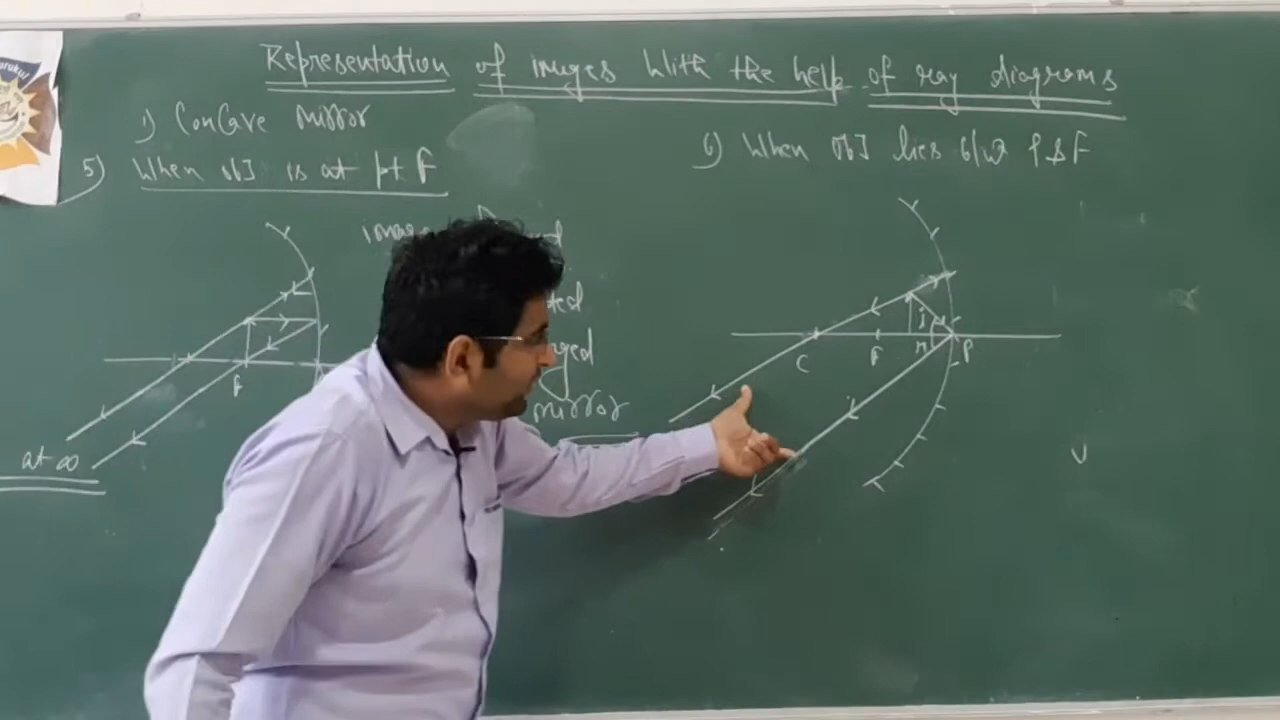 Representation of images with the help of ray diagrams
1) Concave mirror
5) When obj is at pt F
6) When obj lies b/w P & F
mirror
at ∞
F
C
F
P
i
r